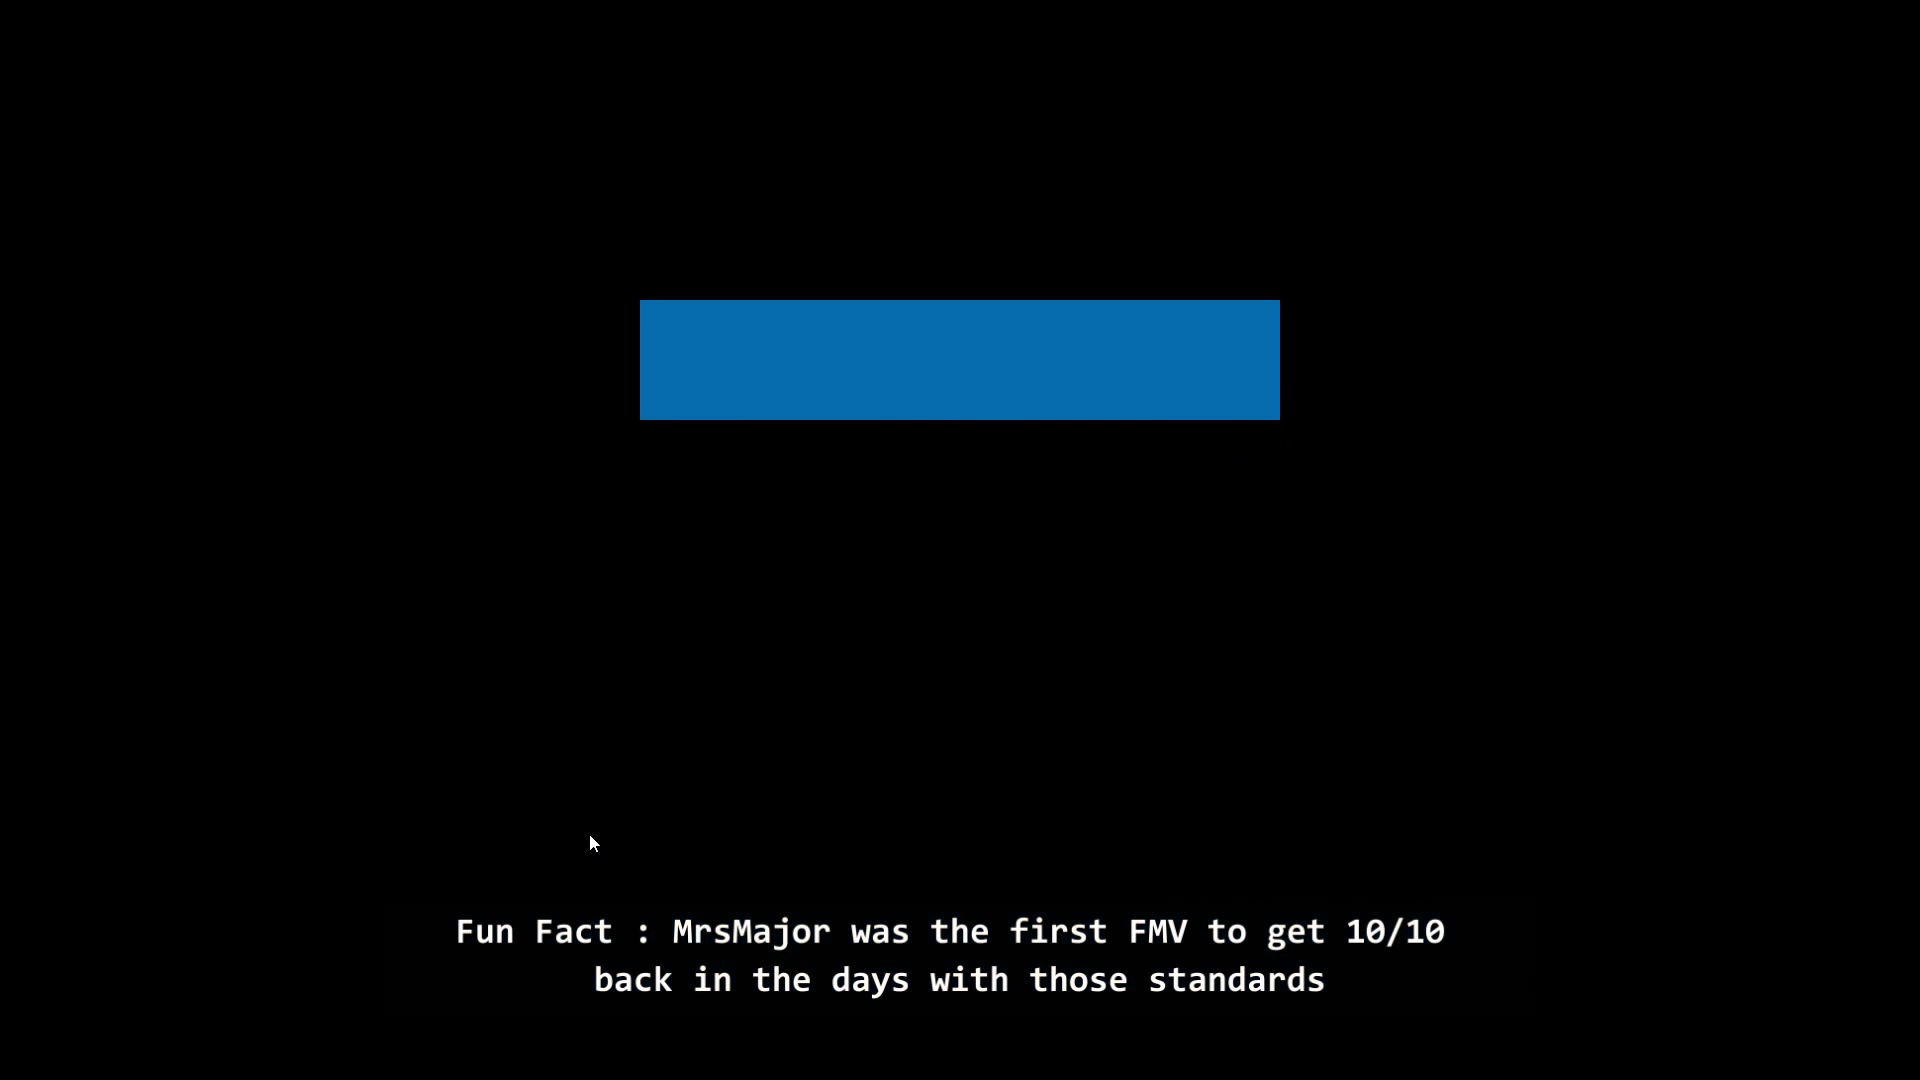 Fun Fact : MrsMajor was the first FMV to get 10/10
back in the days with those standards